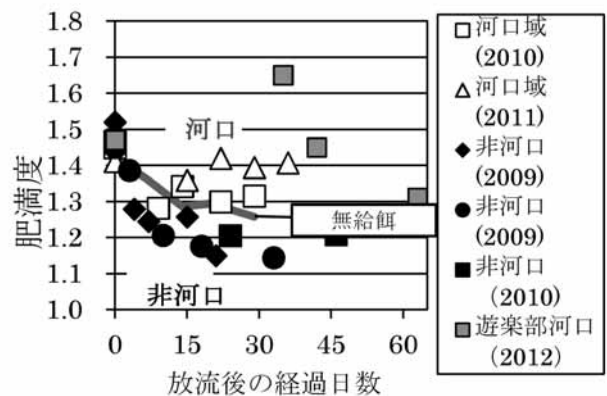 肥満度
1.8
1.7
1.6
1.5
1.4
1.3
1.2
1.1
1.0
河口
無給餌
非河口
0 15 30 45 60
放流後の経過日数
河口域
(2010)
河口域
(2011)
非河口
(2009)
非河口
(2009)
非河口
(2010)
遊楽部河口
(2012)